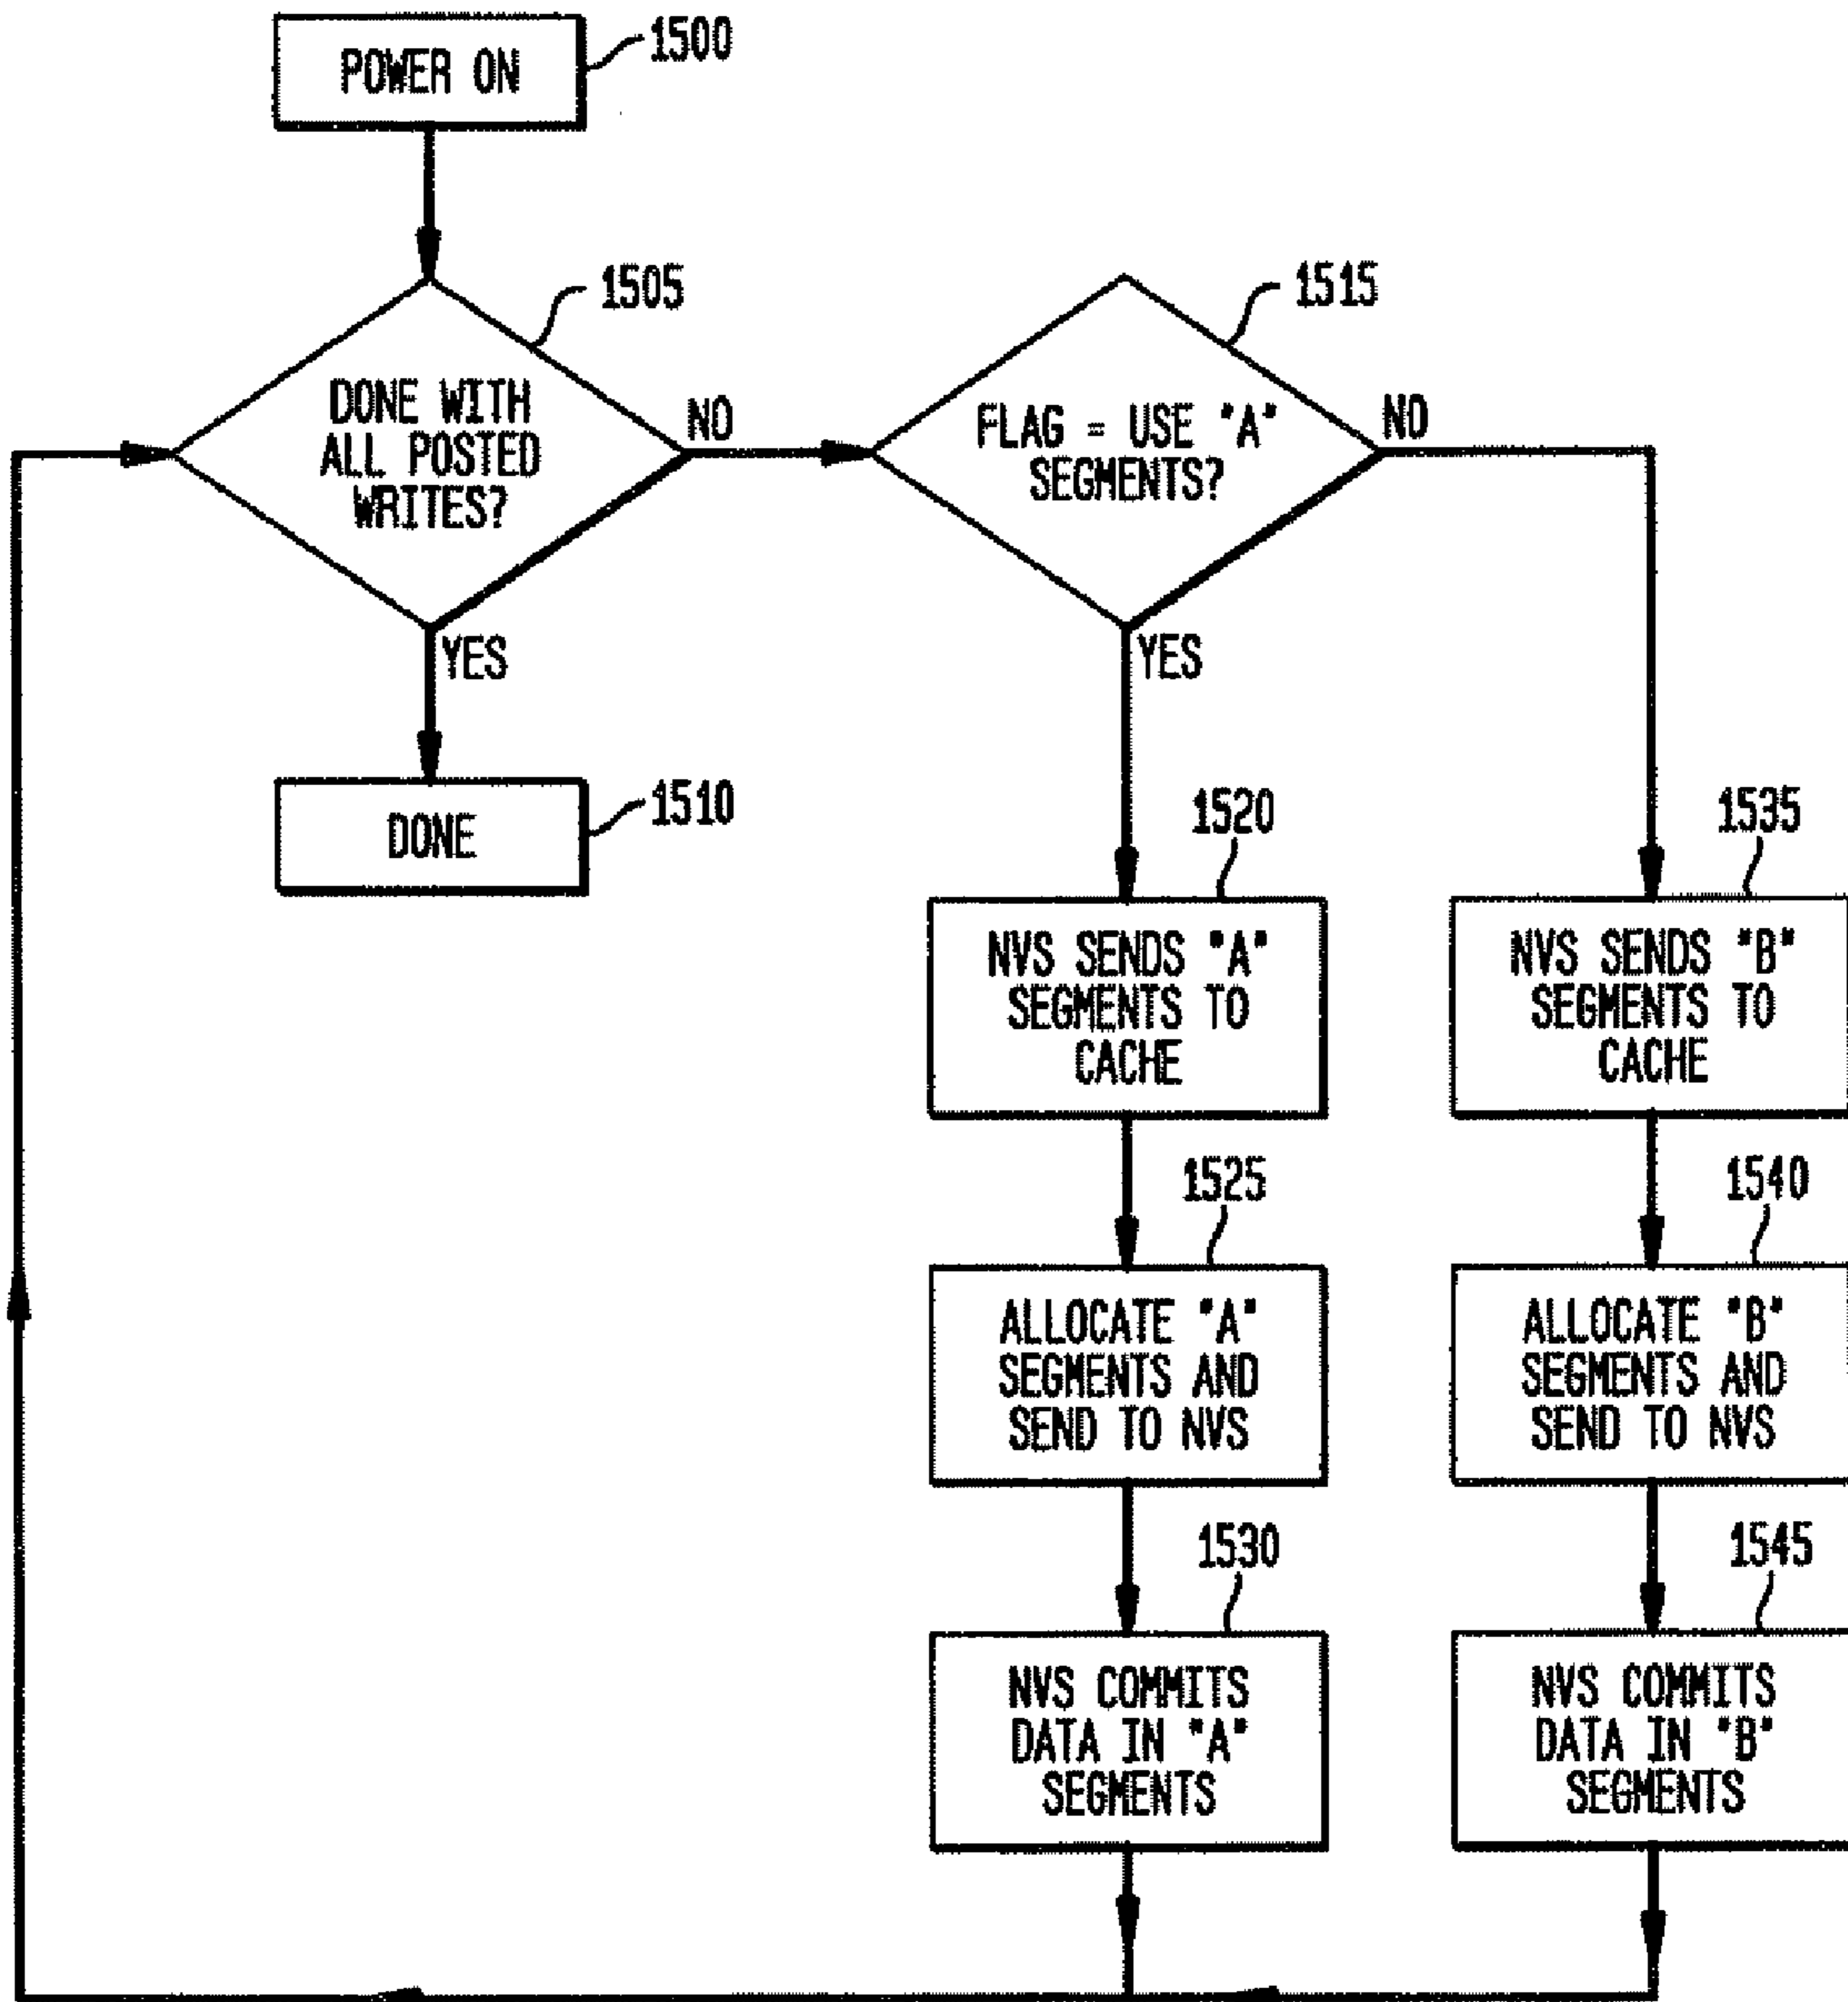 POWER ON
1500
1505
DONE WITH
ALL POSTED
WRITES?
NO
YES
DONE
1510
1515
FLAG = USE "A"
SEGMENTS?
NO
YES
1520
NVS SENDS "A"
SEGMENTS TO
CACHE
1525
ALLOCATE "A"
SEGMENTS AND
SEND TO NVS
1530
NVS COMMITS
DATA IN "A"
SEGMENTS
1535
NVS SENDS "B"
SEGMENTS TO
CACHE
1540
ALLOCATE "B"
SEGMENTS AND
SEND TO NVS
1545
NVS COMMITS
DATA IN "B"
SEGMENTS